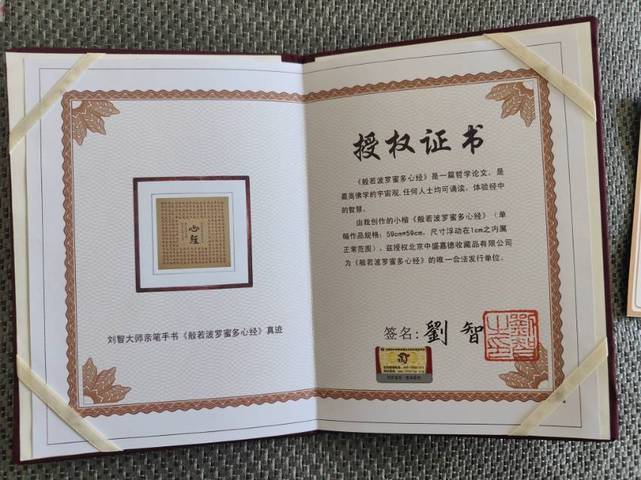 心
經
刘智大师亲笔手书《般若波罗蜜多心经》真迹
授权证书
《般若波罗蜜多心经》是一篇哲学论文，是
最高佛学的宇宙观,任何人士均可诵读、体验经中
的智慧。
由我创作的小楷《般若波罗蜜多心经》（单
幅作品规格：59cm*59cm，尺寸浮动在1cm之内属
正常范围），兹授权北京中盛嘉德收藏品有限公司
为《般若波罗蜜多心经》的唯一合法发行单位。
签名：劉智
劉智之印